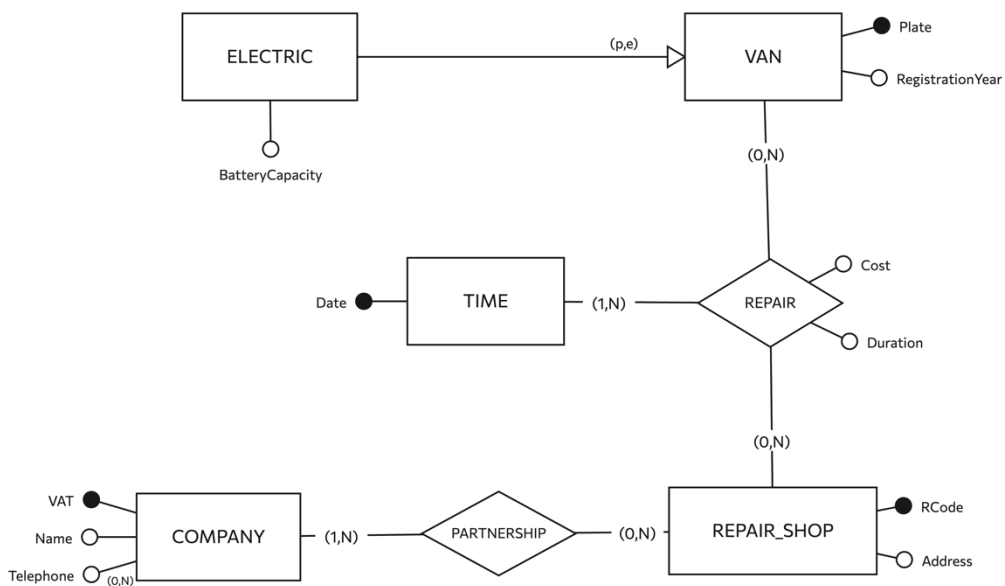 ELECTRIC
(p,e)
VAN
Plate
RegistrationYear
BatteryCapacity
(0,N)
Date
TIME
(1,N)
REPAIR
Cost
Duration
(0,N)
VAT
Name
Telephone
(0,N)
COMPANY
(1,N)
PARTNERSHIP
(0,N)
REPAIR_SHOP
RCode
Address